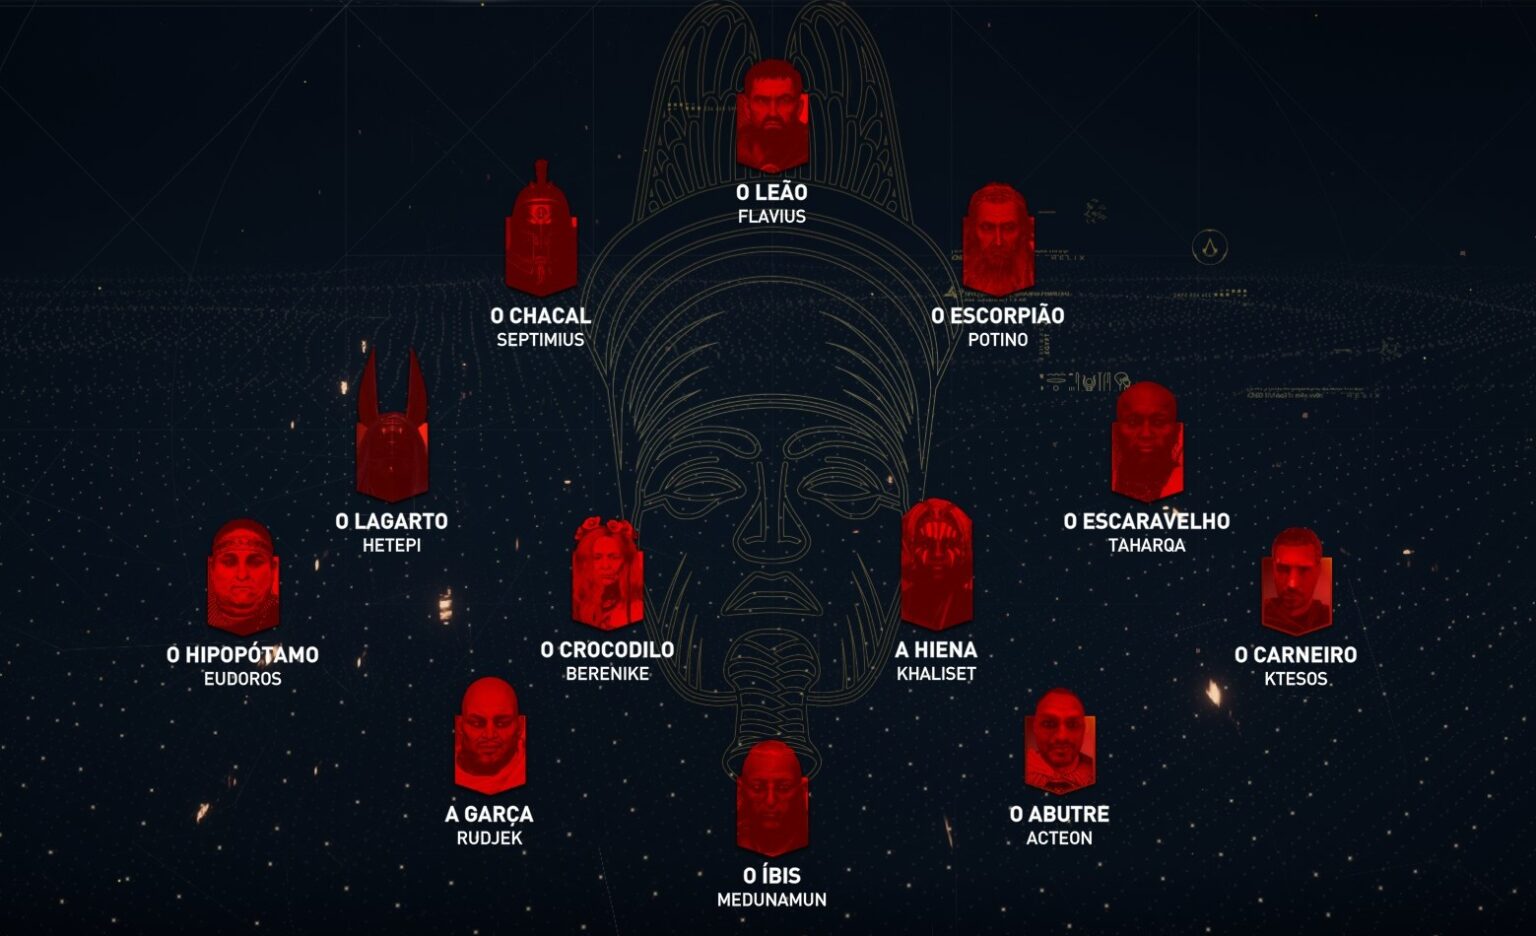 O LEÃO
FLAVIUS
O CHACAL
SEPTIMIUS
O ESCORPIÃO
POTINO
O LAGARTO
HETEPI
O ESCARAVELHO
TAHARQA
O HIPOPÓTAMO
EUDOROS
O CROCODILO
BERENIKE
A HIENA
KHALISET
O CARNEIRO
KTESOS
A GARÇA
RUDJEK
O ABUTRE
ACTEON
O ÍBIS
MEDUNAMUN